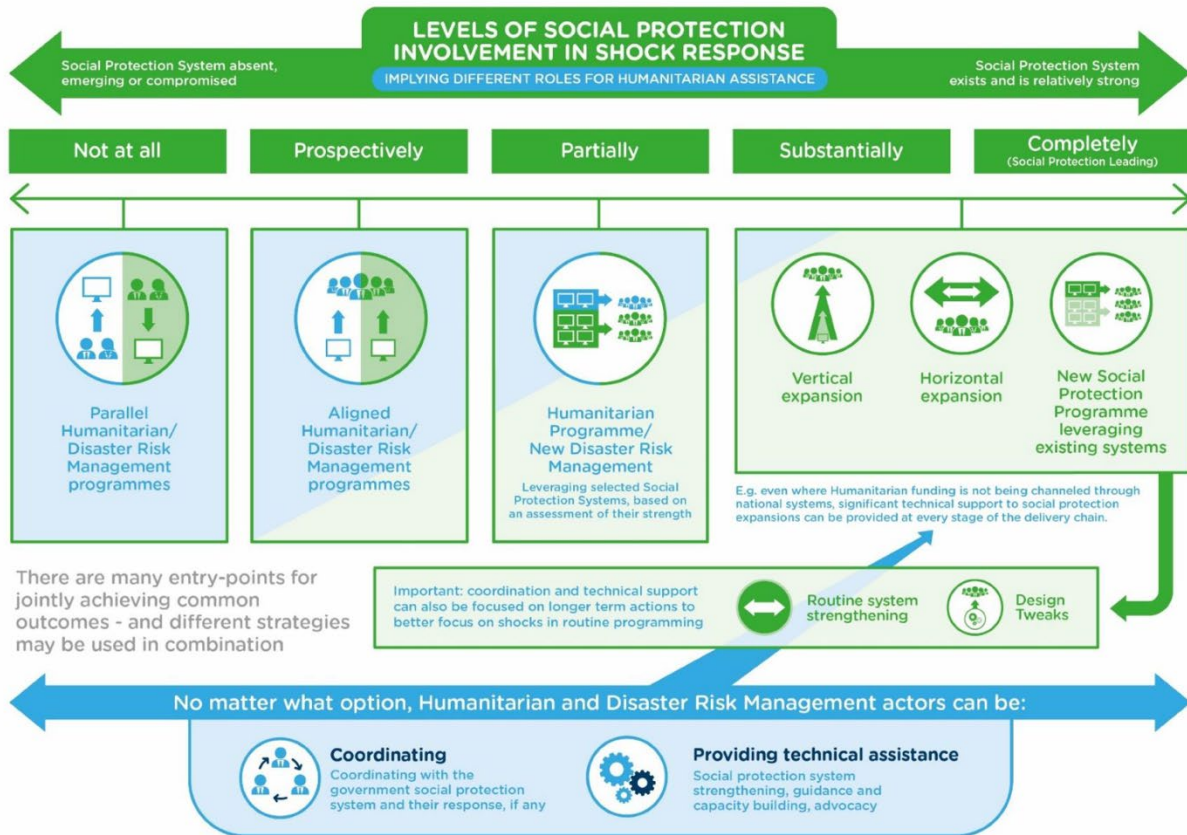 LEVELS OF SOCIAL PROTECTION
INVOLVEMENT IN SHOCK RESPONSE
IMPLYING DIFFERENT ROLES FOR HUMANITARIAN ASSISTANCE
Social Protection System absent,
emerging or compromised
Social Protection System
exists and is relatively strong
Not at all
Prospectively
Partially
Substantially
Completely
(Social Protection Leading)
Parallel
Humanitarian/
Disaster Risk
Management
programmes
Aligned
Humanitarian/
Disaster Risk
Management
programmes
Humanitarian
Programme/
New Disaster Risk
Management
Leveraging selected Social
Protection Systems, based on
an assessment of their strength
Vertical
expansion
Horizontal
expansion
New Social
Protection
Programme
leveraging
existing systems
E.g. even where Humanitarian funding is not being channeled through
national systems, significant technical support to social protection
expansions can be provided at every stage of the delivery chain.
There are many entry-points for
jointly achieving common
outcomes - and different strategies
may be used in combination
Important: coordination and technical support
can also be focused on longer term actions to
better focus on shocks in routine programming
Routine system
strengthening
Design
Tweaks
No matter what option, Humanitarian and Disaster Risk Management actors can be:
Coordinating
Coordinating with the
government social protection
system and their response, if any
Providing technical assistance
Social protection system
strengthening, guidance and
capacity building, advocacy